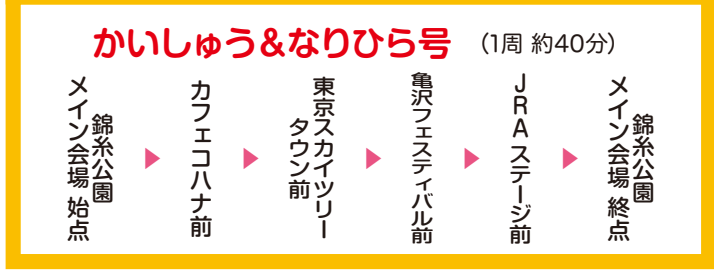 かいしゅう&なりひら号 （1周 約40分）
錦糸公園
メイン会場 始点
▶
カフェコハナ前
▶
東京スカイツリー
タウン前
▶
亀沢フェスティバル前
▶
JRAステージ前
▶
錦糸公園
メイン会場 終点